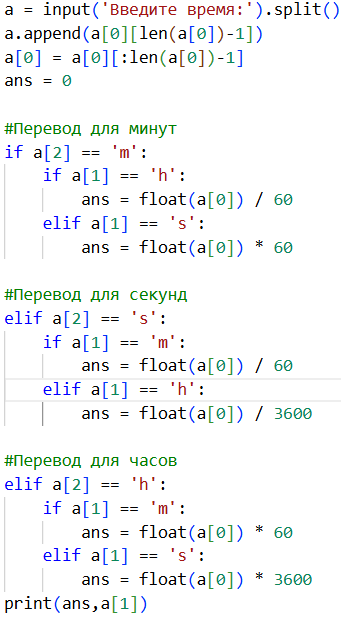 a = input('Введите время:').split()
a.append(a[0][len(a[0])-1])
a[0] = a[0][:len(a[0])-1]
ans = 0

#Перевод для минут
if a[2] == 'm':
    if a[1] == 'h':
        ans = float(a[0]) / 60
    elif a[1] == 's':
        ans = float(a[0]) * 60

#Перевод для секунд
elif a[2] == 's':
    if a[1] == 'm':
        ans = float(a[0]) / 60
    elif a[1] == 'h':
        ans = float(a[0]) / 3600

#Перевод для часов
elif a[2] == 'h':
    if a[1] == 'm':
        ans = float(a[0]) * 60
    elif a[1] == 's':
        ans = float(a[0]) * 3600
print(ans,a[1])